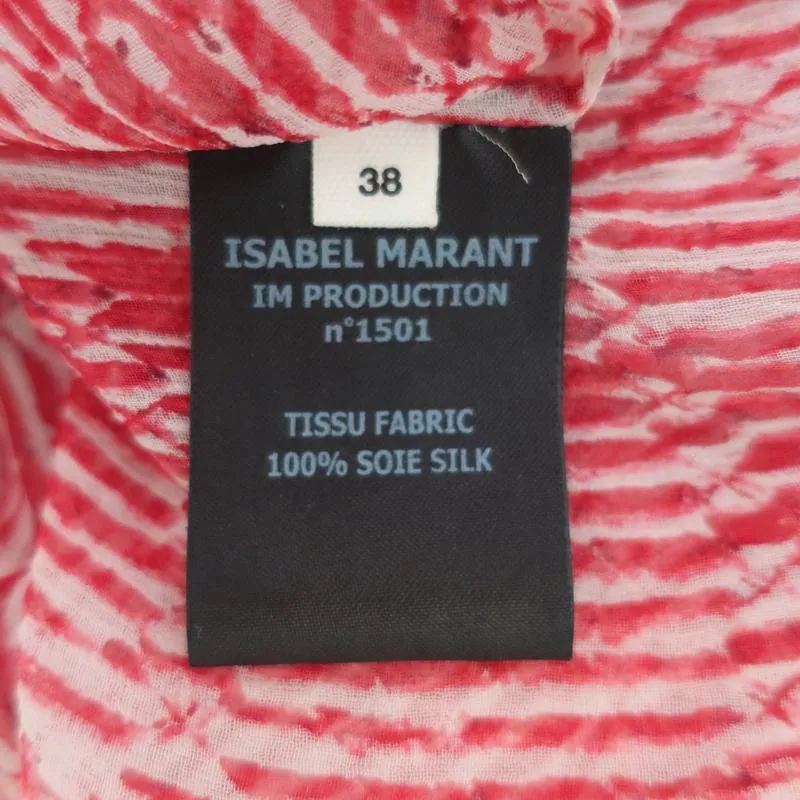 38
ISABEL MARANT
IM PRODUCTION
n°1501
TISSU FABRIC
100% SOIE SILK